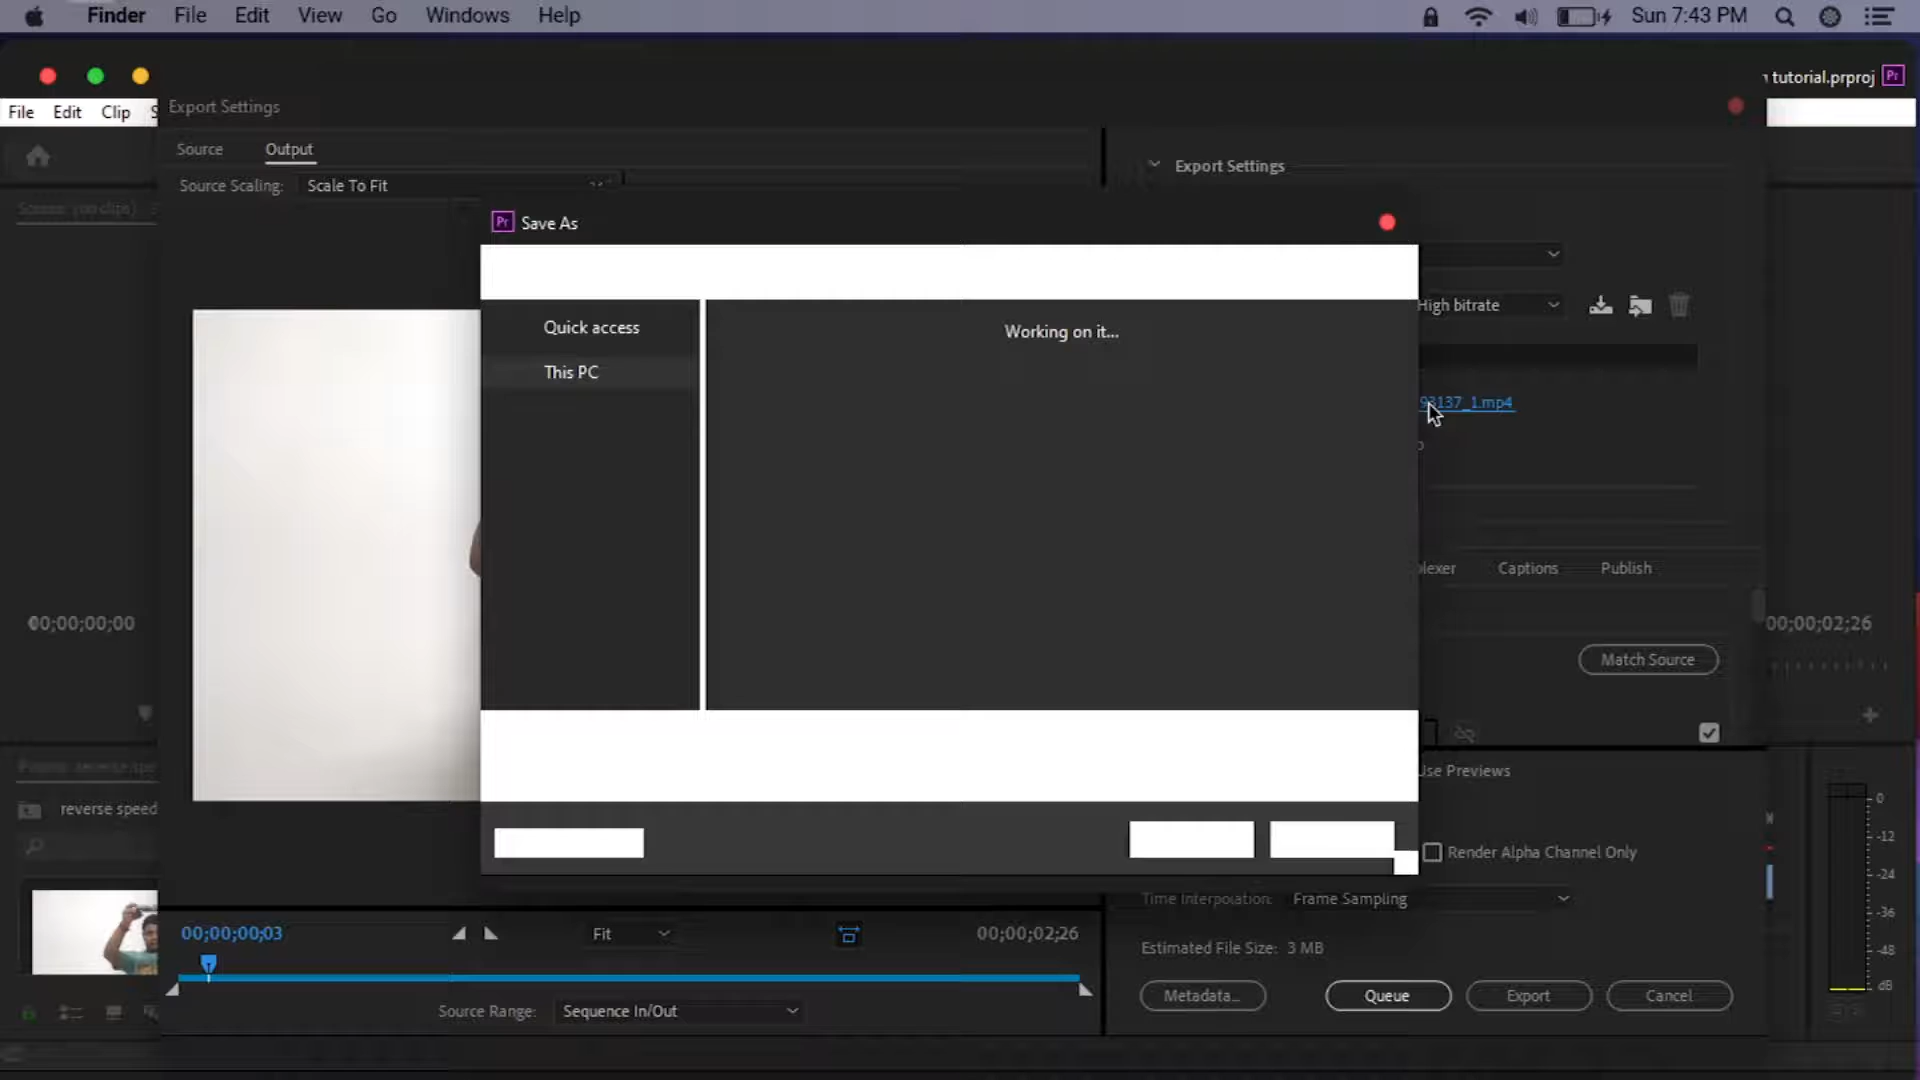 Finder File Edit View Go Windows Help Sun 7:43 PM
tutorial.prproj Pr
File Edit Clip S
Export Settings
Source Output
Export Settings
Source Scaling: Scale To Fit
Pr Save As
High bitrate
Quick access
Working on it...
This PC
93137_1.mp4
Captions Publish
00;00;00;00
00;00;02;26
Match Source
Use Previews
reverse speed
0
-12
-24
-36
-48
dB
Render Alpha Channel Only
Time Interpolation: Frame Sampling
00;00;00;03 Fit 00;00;02;26
Estimated File Size: 3 MB
Metadata... Queue Export Cancel
Source Range: Sequence In/Out